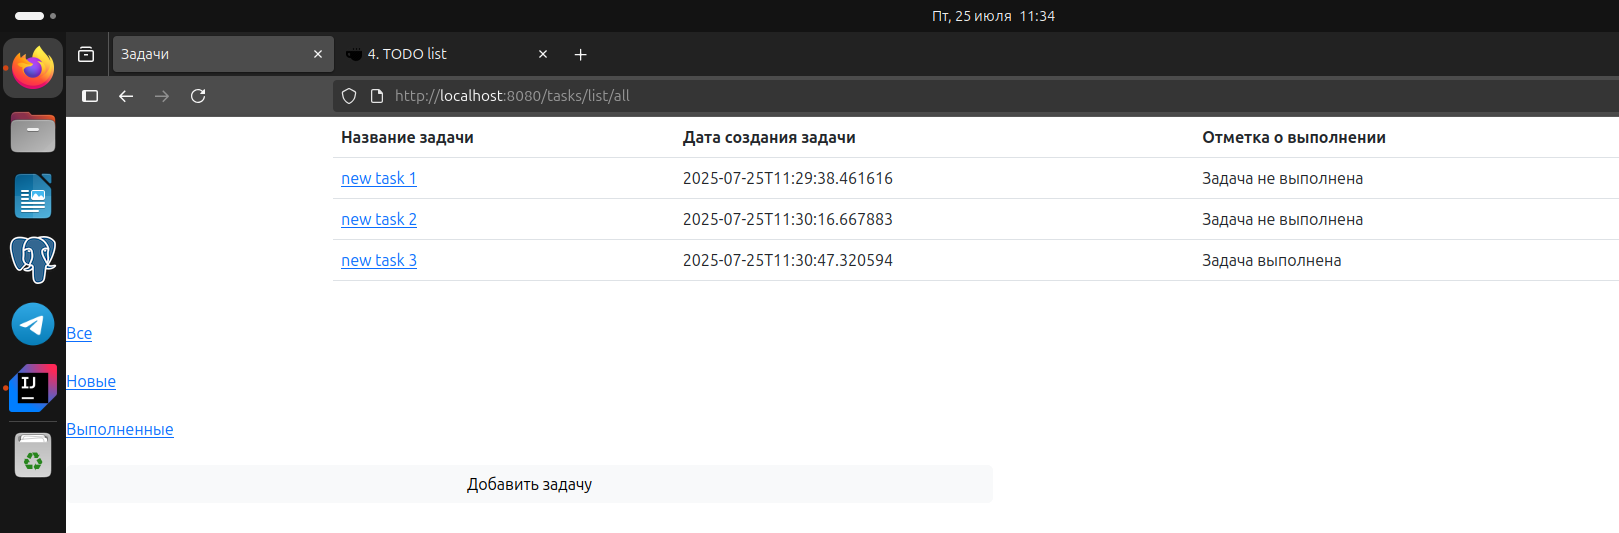 Пт, 25 июля 11:34
Задачи
4. TODO list
http://localhost:8080/tasks/list/all
Название задачи Дата создания задачи Отметка о выполнении
new task 1 2025-07-25T11:29:38.461616 Задача не выполнена
new task 2 2025-07-25T11:30:16.667883 Задача не выполнена
new task 3 2025-07-25T11:30:47.320594 Задача выполнена
Все
Новые
Выполненные
Добавить задачу
IJ